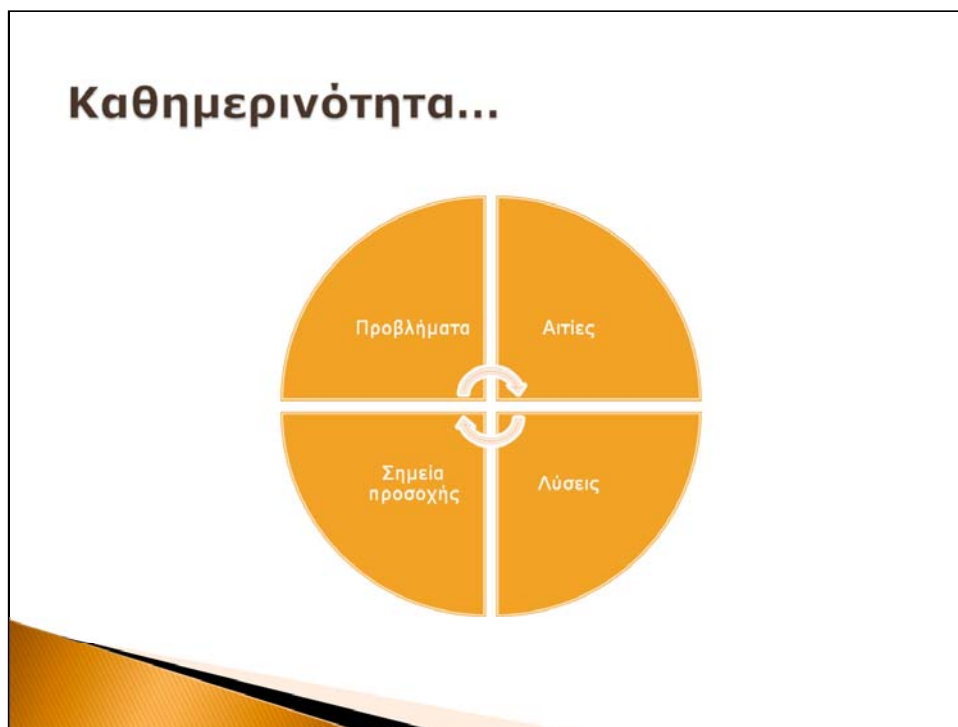 Καθημερινότητα...
Προβλήματα
Αιτίες
Σημεία
προσοχής
Λύσεις